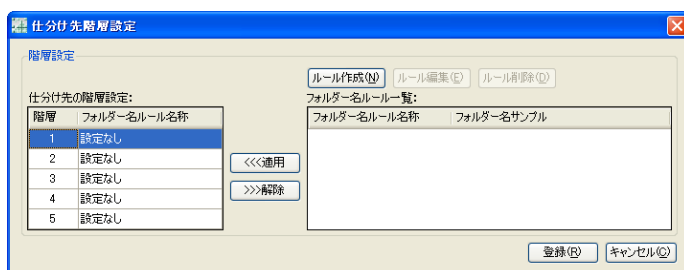 仕分け先階層設定
階層設定
ルール作成(N) ルール編集(E) ルール削除(D)
仕分け先の階層設定: フォルダー名ルール一覧:
階層 フォルダー名ルール名称 フォルダー名ルール名称 フォルダー名サンプル
1 設定なし
2 設定なし
<<<適用
3 設定なし
>>>解除
4 設定なし
5 設定なし
登録(R) キャンセル(C)